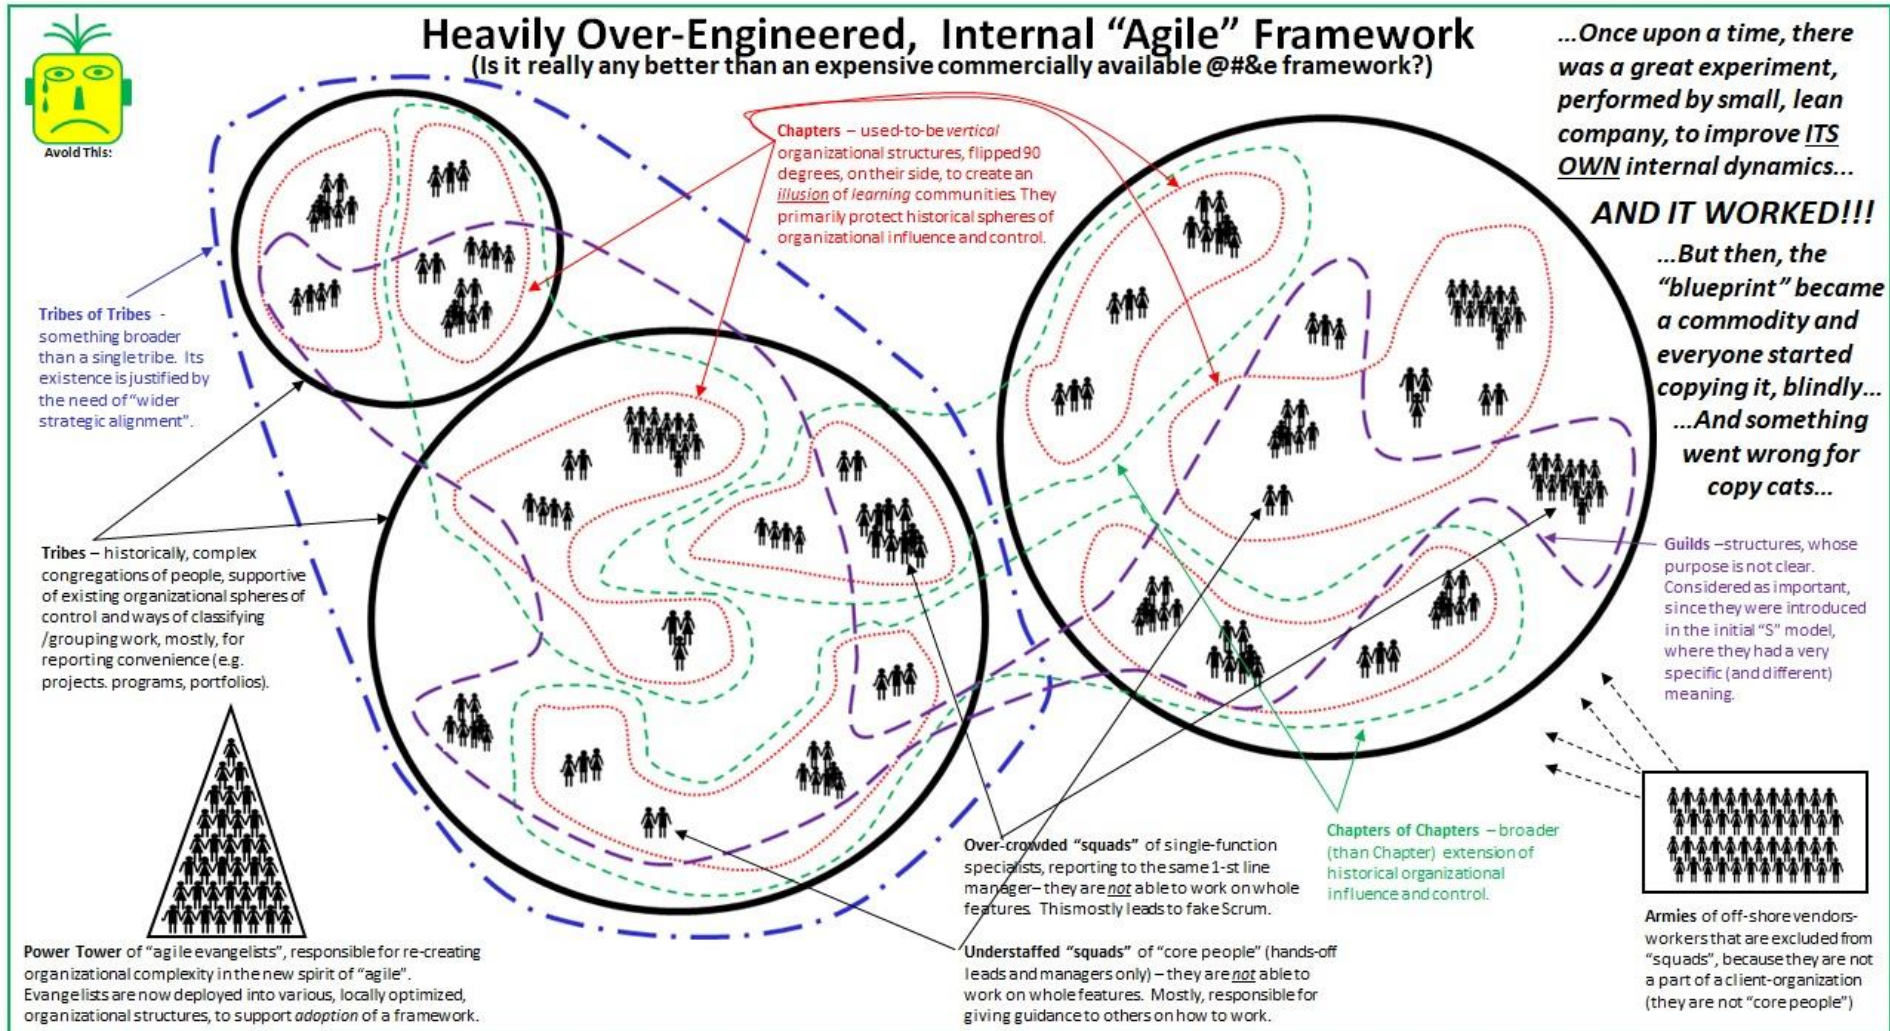 Heavily Over-Engineered, Internal “Agile” Framework
(Is it really any better than an expensive commercially available @#&e framework?)
Avoid This:
...Once upon a time, there
was a great experiment,
performed by small, lean
company, to improve ITS
OWN internal dynamics...
AND IT WORKED!!!
...But then, the
“blueprint” became
a commodity and
everyone started
copying it, blindly...
...And something
went wrong for
copy cats...
Chapters – used-to-be vertical
organizational structures, flipped 90
degrees, on their side, to create an
illusion of learning communities. They
primarily protect historical spheres of
organizational influence and control.
Tribes of Tribes -
something broader
than a single tribe. Its
existence is justified by
the need of “wider
strategic alignment”.
Tribes – historically, complex
congregations of people, supportive
of existing organizational spheres of
control and ways of classifying
/grouping work, mostly, for
reporting convenience (e.g.
projects. programs, portfolios).
Guilds –structures, whose
purpose is not clear.
Considered as important,
since they were introduced
in the initial “S” model,
where they had a very
specific (and different)
meaning.
Over-crowded “squads” of single-function
specialists, reporting to the same 1-st line
manager– they are not able to work on whole
features. This mostly leads to fake Scrum.
Chapters of Chapters – broader
(than Chapter) extension of
historical organizational
influence and control.
Power Tower of “agile evangelists”, responsible for re-creating
organizational complexity in the new spirit of “agile”.
Evangelists are now deployed into various, locally optimized,
organizational structures, to support adoption of a framework.
Understaffed “squads” of “core people” (hands-off
leads and managers only) – they are not able to
work on whole features. Mostly, responsible for
giving guidance to others on how to work.
Armies of off-shore vendors-
workers that are excluded from
“squads”, because they are not
a part of a client-organization
(they are not “core people”)